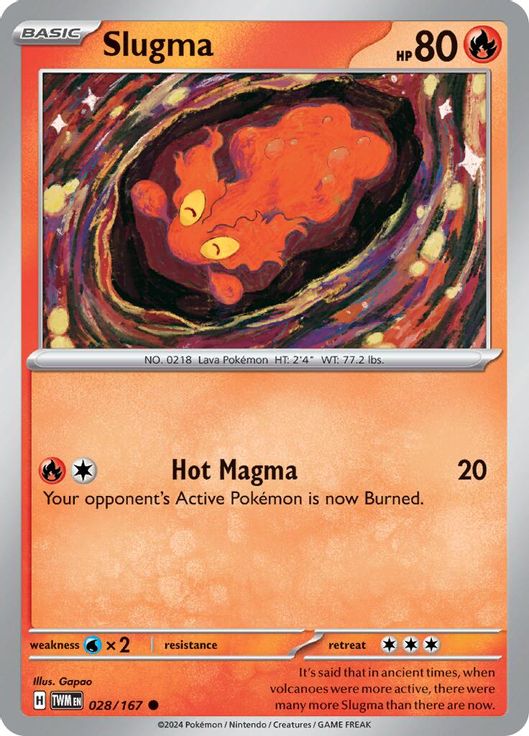 BASIC
Slugma
HP 80
NO. 0218 Lava Pokémon HT: 2'4" WT: 77.2 lbs.
Hot Magma 20
Your opponent's Active Pokémon is now Burned.
weakness ×2 resistance retreat
It's said that in ancient times, when
volcanoes were more active, there were
many more Slugma than there are now.
Illus. Gapao
H TWM EN 028/167
©2024 Pokémon / Nintendo / Creatures / GAME FREAK